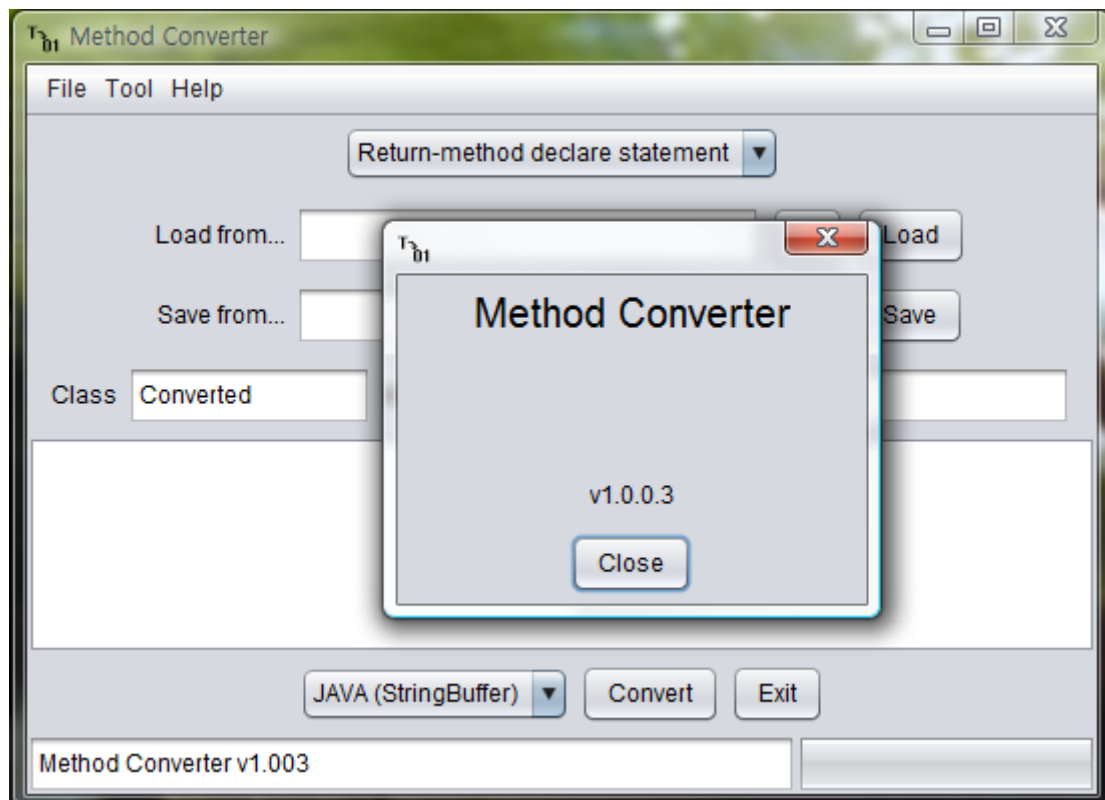 Method Converter
File Tool Help
Return-method declare statement
Load from...
Load
Save from...
Save
Class Converted
Method Converter
v1.0.0.3
Close
JAVA (StringBuffer) Convert Exit
Method Converter v1.003